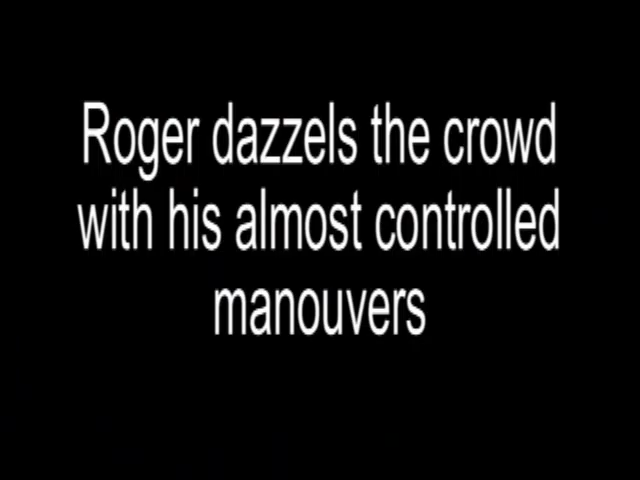 Roger dazzels the crowd
with his almost controlled
manouvers